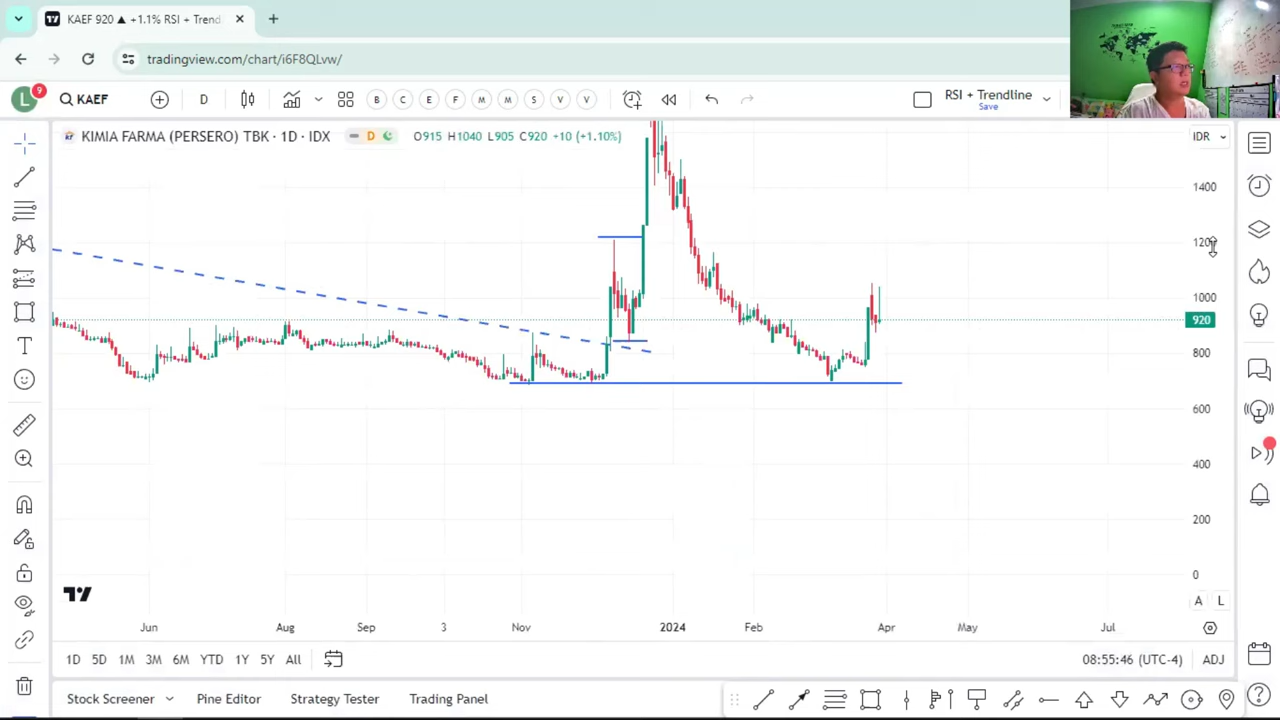 KAEF 920 ▲ +1.1% RSI + Trend
tradingview.com/chart/i6F8QLvw/
L 9 KAEF D B C E F M M S V V RSI + Trendline
Save
KIMIA FARMA (PERSERO) TBK · 1D · IDX D O915 H1040 L905 C920 +10 (+1.10%) IDR
1400
1200
1000
920
800
600
400
200
0
A L
Jun Aug Sep 3 Nov 2024 Feb Apr May Jul
1D 5D 1M 3M 6M YTD 1Y 5Y All 08:55:46 (UTC-4) ADJ
Stock Screener Pine Editor Strategy Tester Trading Panel